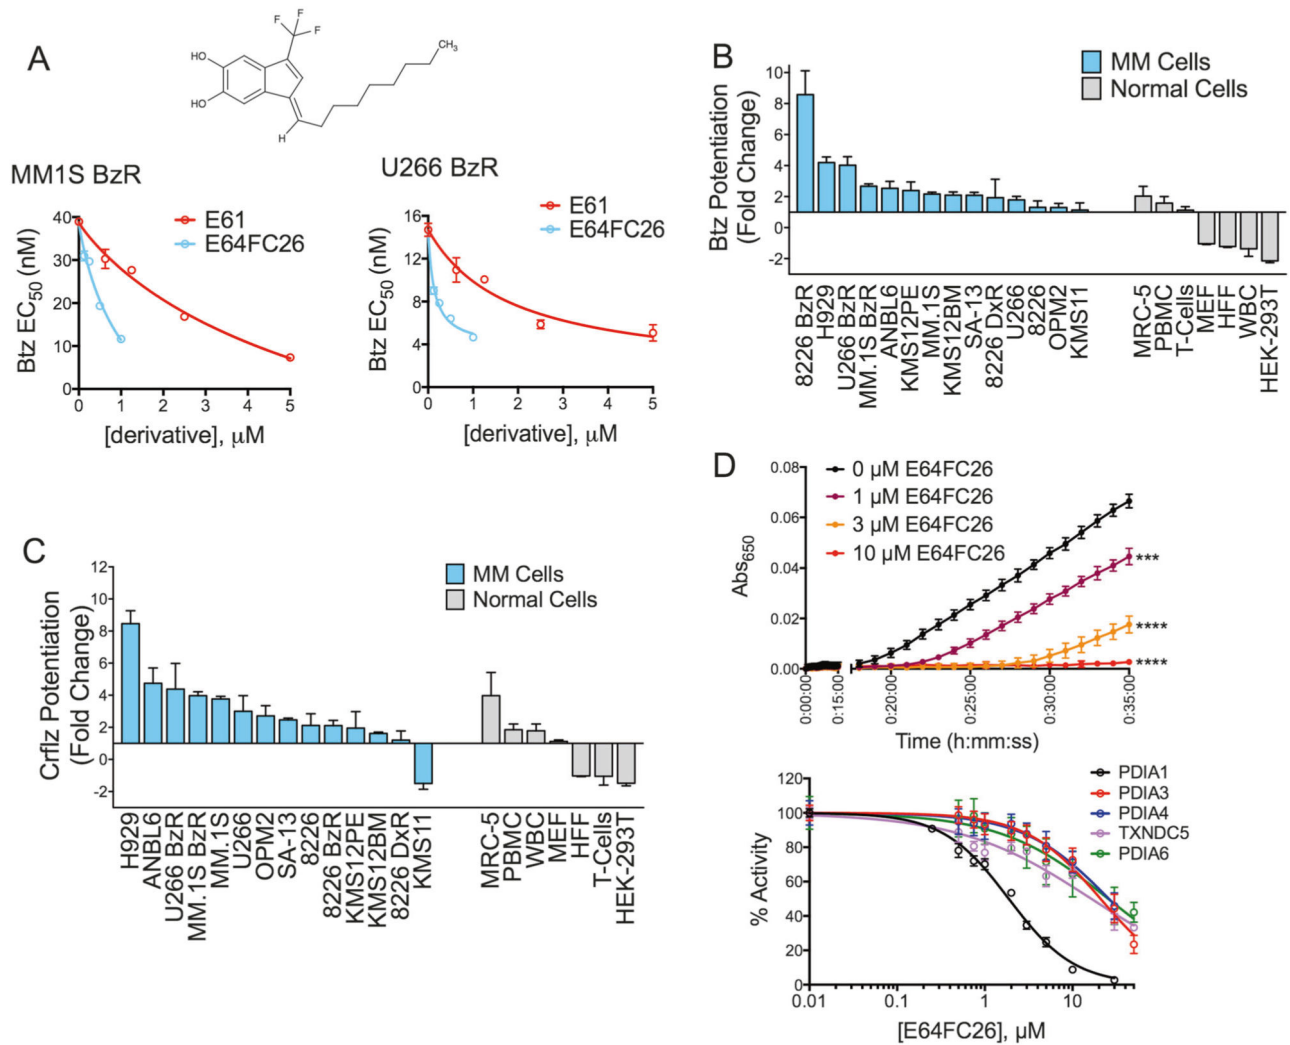 A
F
F
F
HO
HO
CH3
H
MM1S BzR
E61
E64FC26
Btz EC50 (nM)
40
30
20
10
0
0 1 2 3 4 5
[derivative], μM
U266 BzR
E61
E64FC26
Btz EC50 (nM)
16
12
8
4
0
0 1 2 3 4 5
[derivative], μM
B
MM Cells
Normal Cells
Btz Potentiation
(Fold Change)
10
8
6
4
2
0
-2
8226 BzR
H929
U266 BzR
MM.1S BzR
ANBL6
KMS12PE
MM.1S
KMS12BM
SA-13
8226 DxR
U266
8226
OPM2
KMS11
MRC-5
PBMC
T-Cells
MEF
HFF
WBC
HEK-293T
C
MM Cells
Normal Cells
Crflz Potentiation
(Fold Change)
12
10
8
6
4
2
0
-2
H929
ANBL6
U266 BzR
MM.1S BzR
MM.1S
U266
OPM2
SA-13
8226
8226 BzR
KMS12PE
KMS12BM
8226 DxR
KMS11
MRC-5
PBMC
WBC
MEF
HFF
T-Cells
HEK-293T
D
0 μM E64FC26
1 μM E64FC26
3 μM E64FC26
10 μM E64FC26
Abs650
0.08
0.06
0.04
0.02
0.00
***
****
****
0:00:00
0:15:00
0:20:00
0:25:00
0:30:00
0:35:00
Time (h:mm:ss)
PDIA1
PDIA3
PDIA4
TXNDC5
PDIA6
% Activity
120
100
80
60
40
20
0
0.01 0.1 1 10
[E64FC26], μM